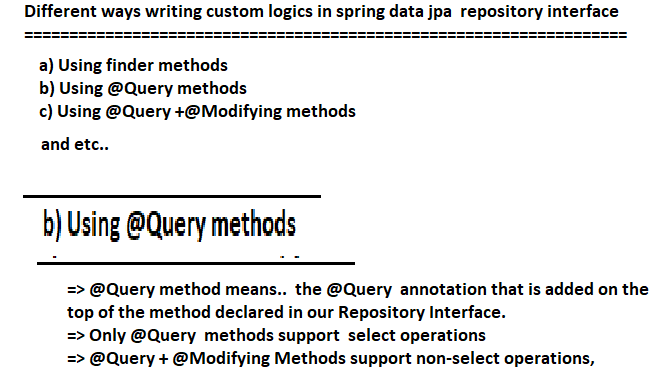 Different ways writing custom logics in spring data jpa repository interface
=====================================================================
a) Using finder methods
b) Using @Query methods
c) Using @Query +@Modifying methods
and etc..
b) Using @Query methods
=> @Query method means.. the @Query annotation that is added on the
top of the method declared in our Repository Interface.
=> Only @Query methods support select operations
=> @Query + @Modifying Methods support non-select operations,